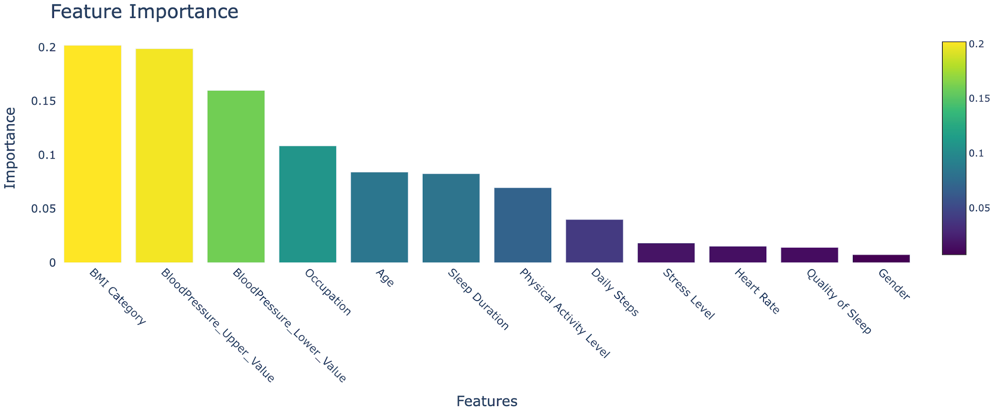 Feature Importance
Importance
0.2
0.15
0.1
0.05
0
BMI Category
BloodPressure_Upper_Value
BloodPressure_Lower_Value
Occupation
Age
Sleep Duration
Physical Activity Level
Daily Steps
Stress Level
Heart Rate
Quality of Sleep
Gender
Features
0.2
0.15
0.1
0.05